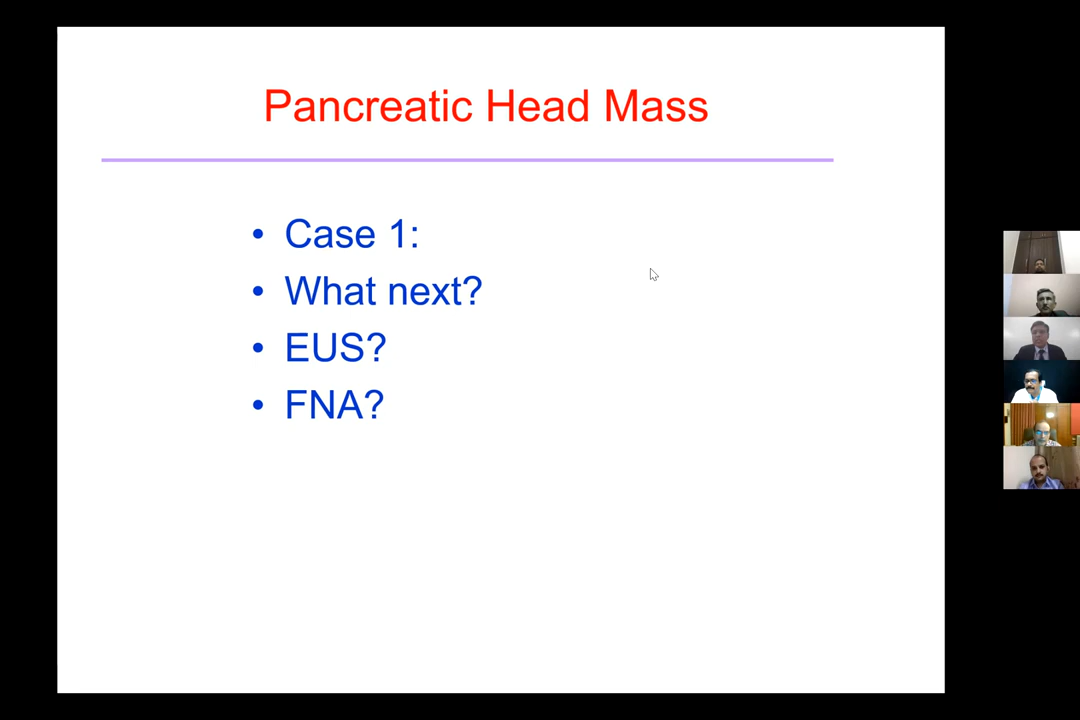 Pancreatic Head Mass
• Case 1:
• What next?
• EUS?
• FNA?